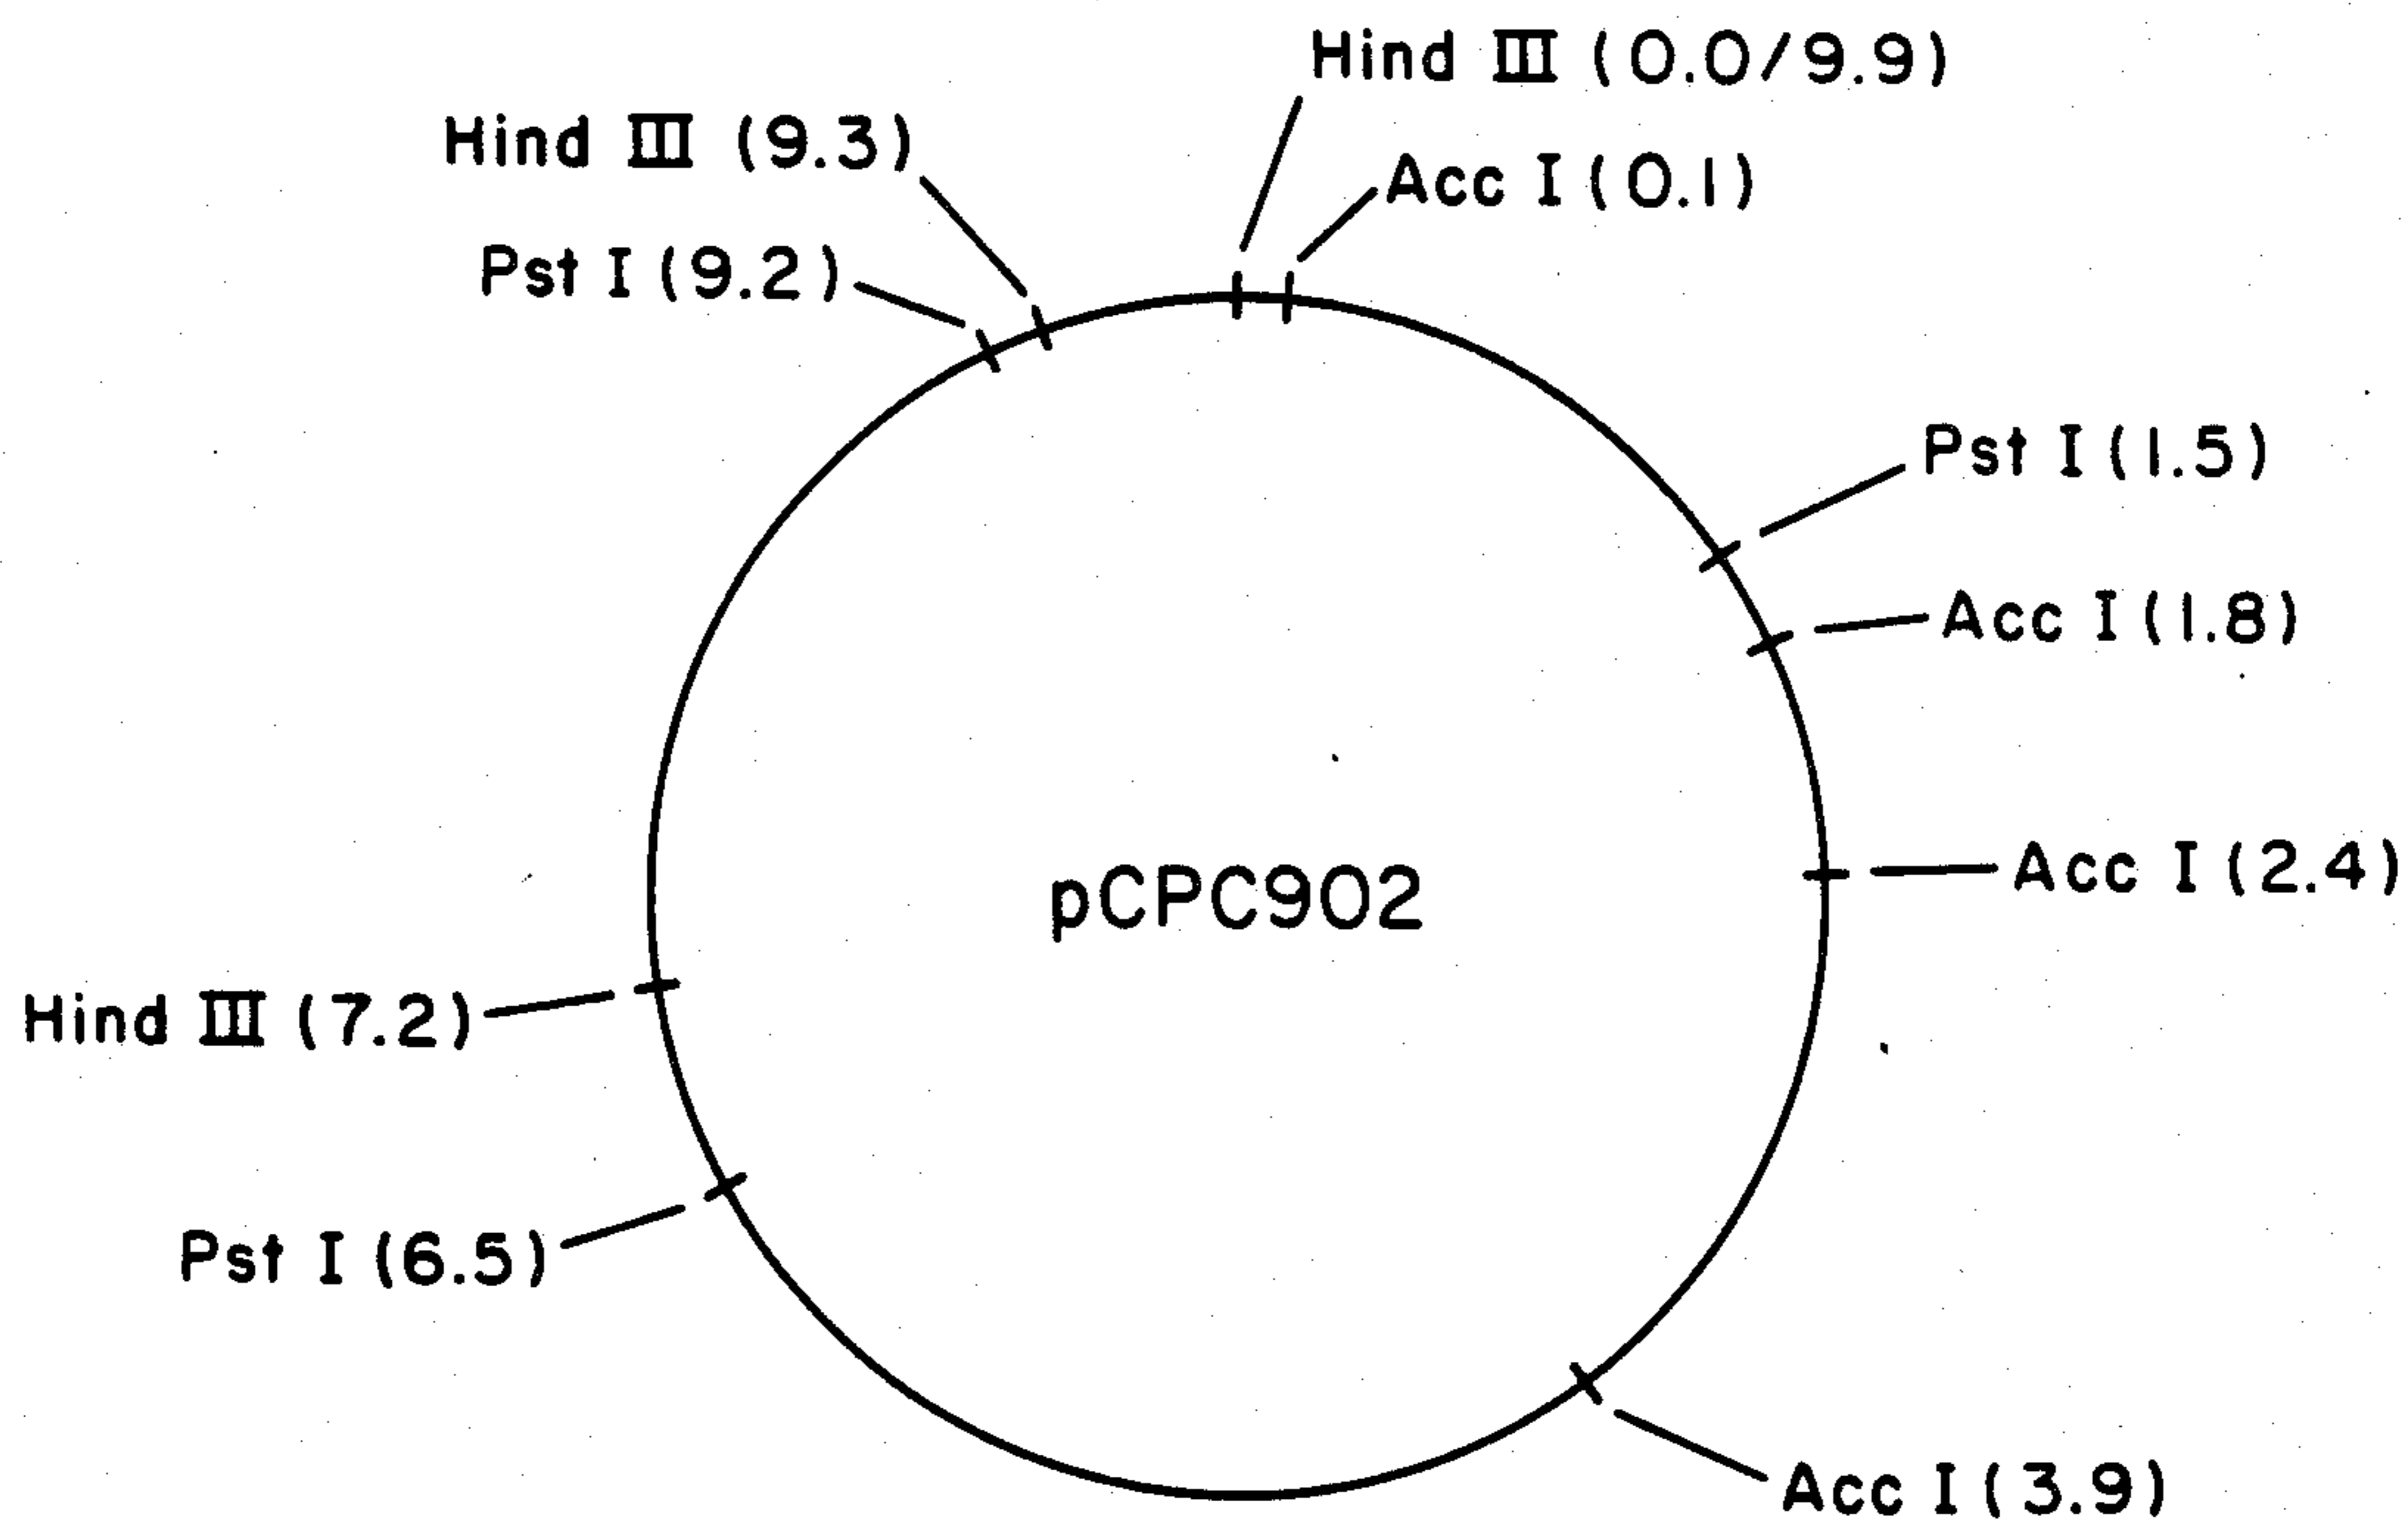 Hind III (0.0/9.9)
Hind III (9.3)
Acc I (0.1)
Pst I (9.2)
Pst I (1.5)
Acc I (1.8)
Acc I (2.4)
pCPC902
Hind III (7.2)
Pst I (6.5)
Acc I (3.9)